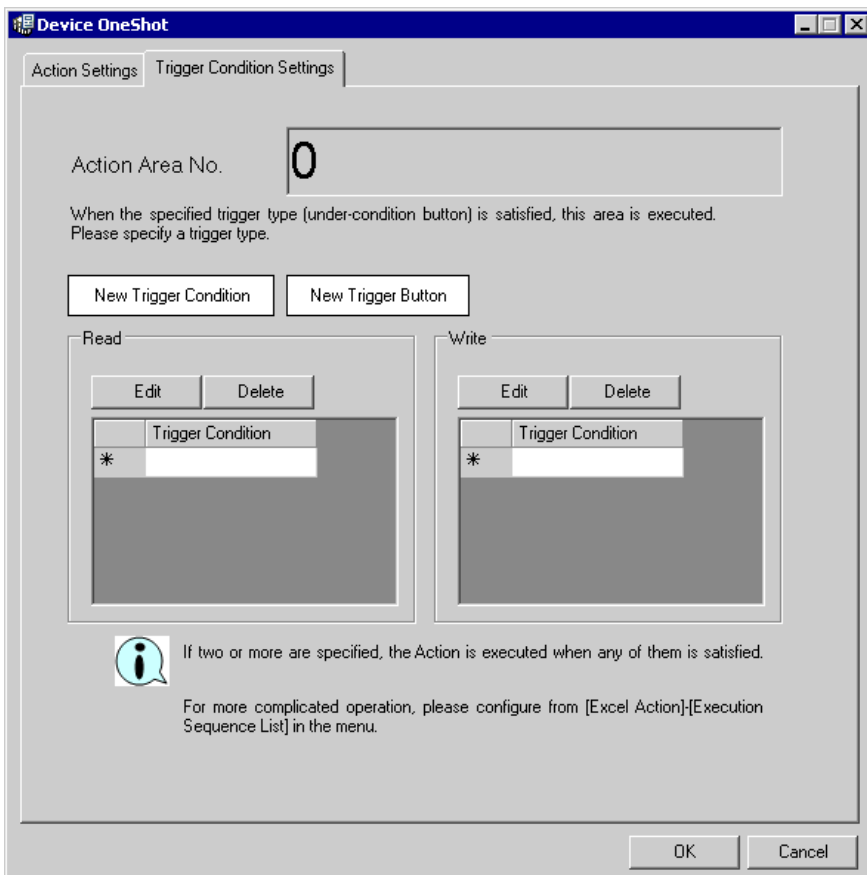 Device OneShot
Action Settings
Trigger Condition Settings
Action Area No.
0
When the specified trigger type (under-condition button) is satisfied, this area is executed.
Please specify a trigger type.
New Trigger Condition
New Trigger Button
Read
Edit
Delete
Trigger Condition
*
Write
Edit
Delete
Trigger Condition
*
If two or more are specified, the Action is executed when any of them is satisfied.
For more complicated operation, please configure from [Excel Action]-[Execution
Sequence List] in the menu.
OK
Cancel